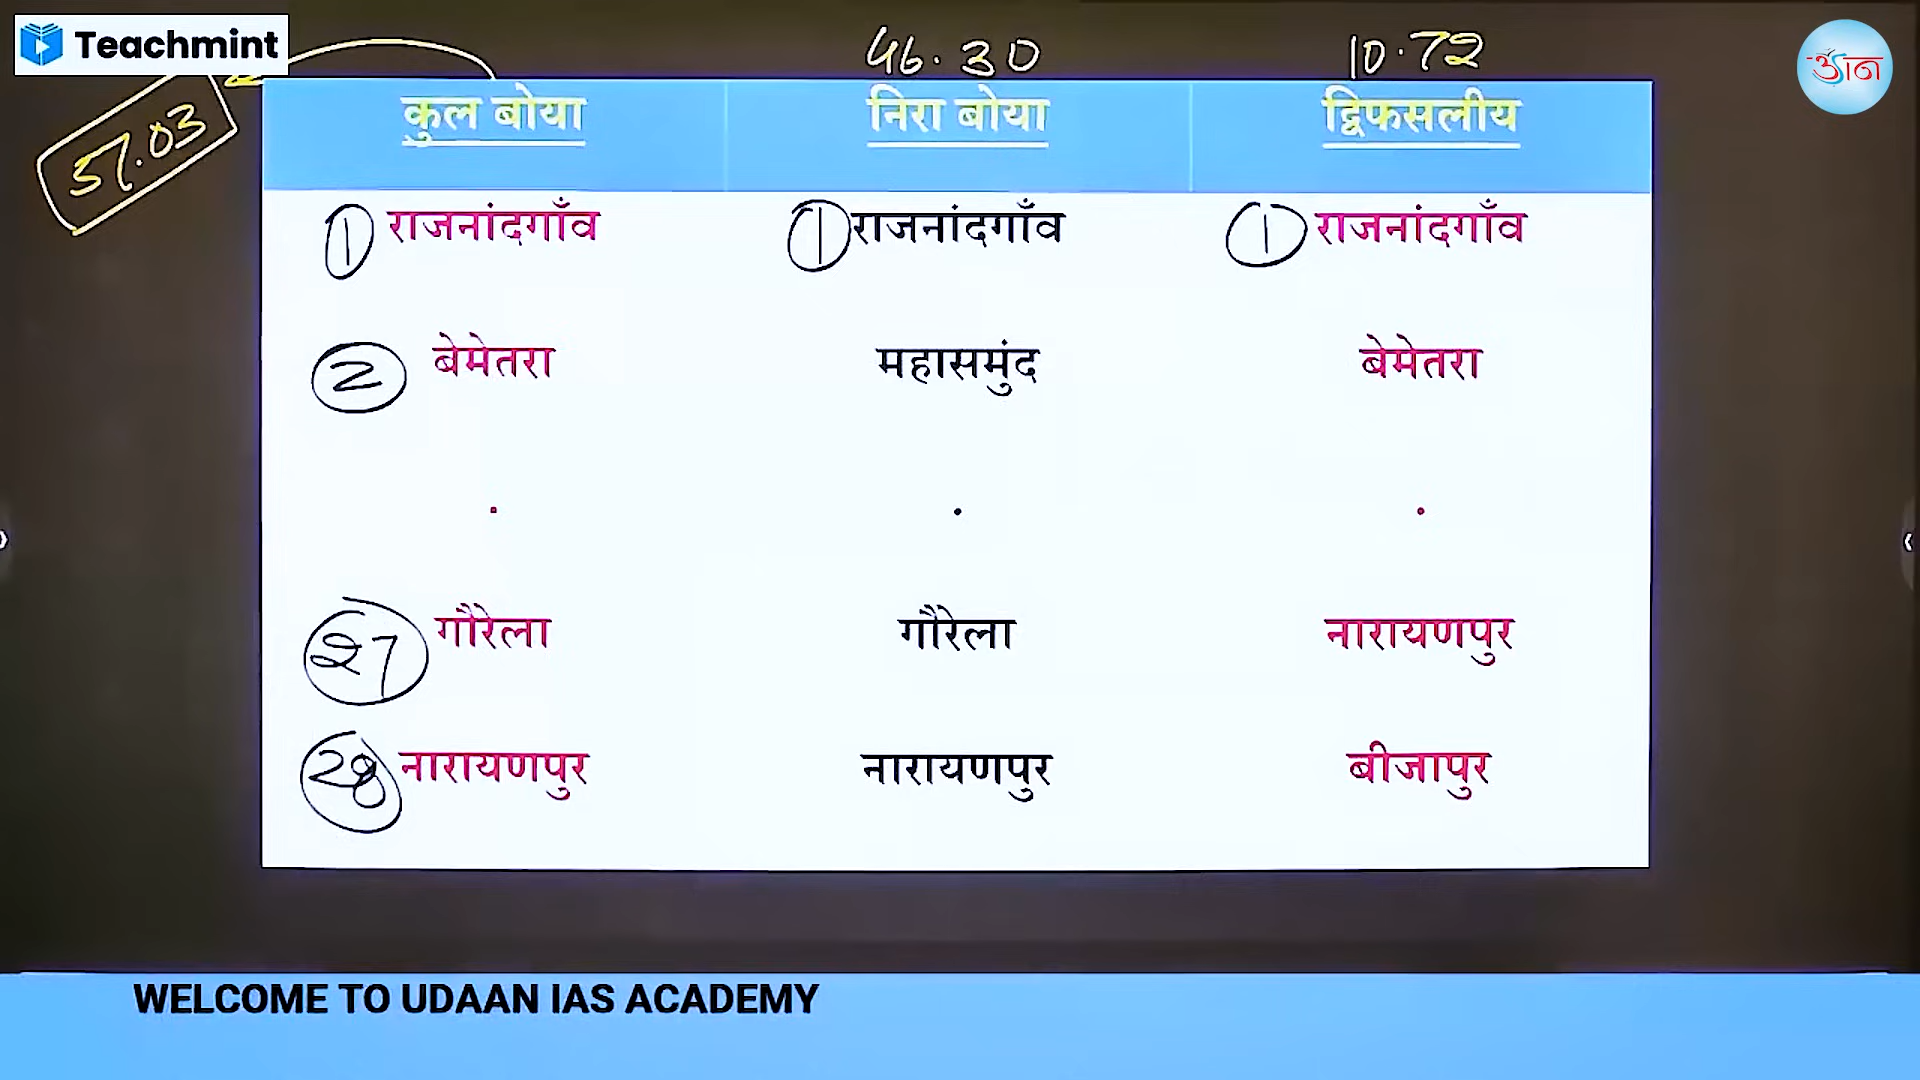 Teachmint
46.30
10.72
उड़ान
57.03
कुल बोया
निरा बोया
द्विफसलीय
1 राजनांदगाँव
1 राजनांदगाँव
1 राजनांदगाँव
2 बेमेतरा
महासमुंद
बेमेतरा
.
.
.
27 गौरेला
गौरेला
नारायणपुर
28 नारायणपुर
नारायणपुर
बीजापुर
WELCOME TO UDAAN IAS ACADEMY